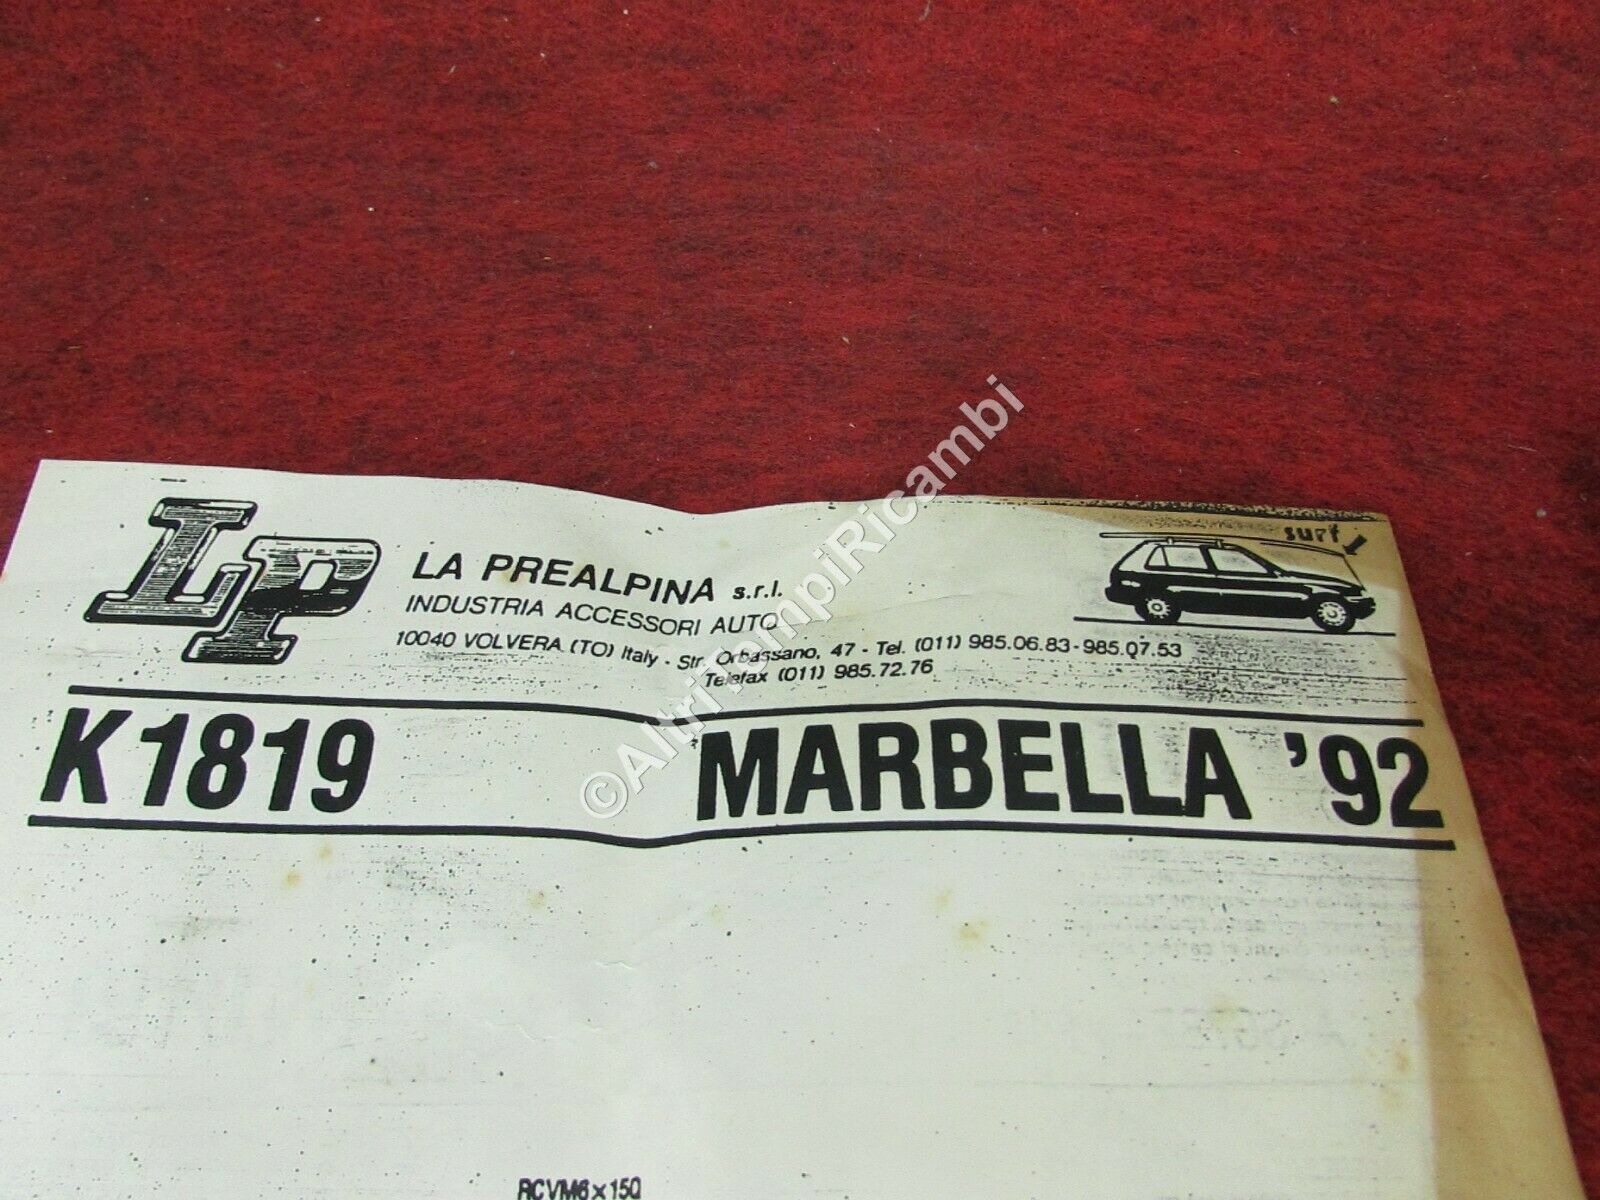 surf
LP
LA PREALPINA s.r.l.
INDUSTRIA ACCESSORI AUTO
10040 VOLVERA (TO) Italy - Str. Orbassano, 47 - Tel. (011) 985.06.83-985.07.53
Telefax (011) 985.72.76
K1819 MARBELLA '92
©AltriTempiRicambi
RCVM6x150